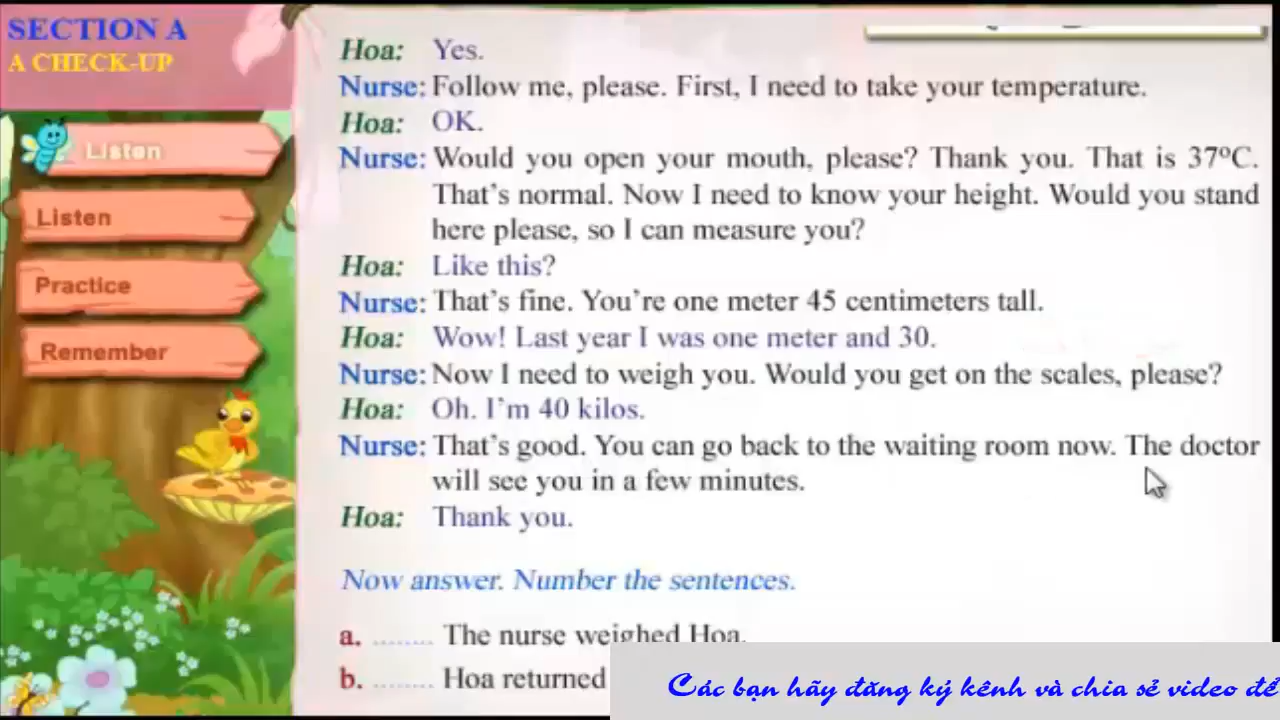 SECTION A
A CHECK-UP
Listen
Listen
Practice
Remember
Hoa: Yes.
Nurse: Follow me, please. First, I need to take your temperature.
Hoa: OK.
Nurse: Would you open your mouth, please? Thank you. That is 37ºC.
That's normal. Now I need to know your height. Would you stand
here please, so I can measure you?
Hoa: Like this?
Nurse: That's fine. You're one meter 45 centimeters tall.
Hoa: Wow! Last year I was one meter and 30.
Nurse: Now I need to weigh you. Would you get on the scales, please?
Hoa: Oh. I'm 40 kilos.
Nurse: That's good. You can go back to the waiting room now. The doctor
will see you in a few minutes.
Hoa: Thank you.
Now answer. Number the sentences.
a. ........ The nurse weighed Hoa.
b. ........ Hoa returned
Các bạn hãy đăng ký kênh và chia sẻ video để